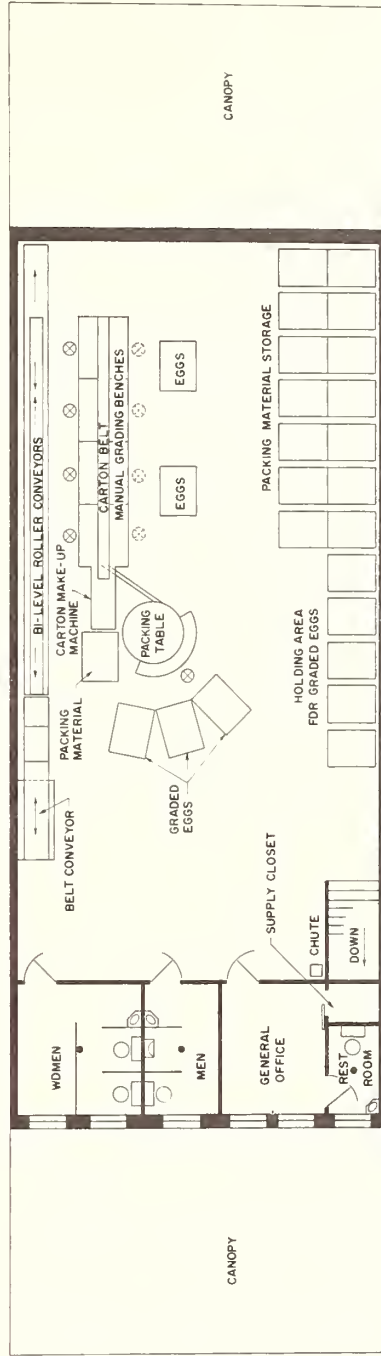 CANOPY
BI-LEVEL ROLLER CONVEYORS
CARTON MAKE-UP
MACHINE
CARTON BELT
MANUAL GRADING BENCHES
EGGS
EGGS
PACKING
MATERIAL
PACKING
TABLE
BELT CONVEYOR
GRADED
EGGS
PACKING MATERIAL STORAGE
HOLDING AREA
FOR GRADED EGGS
SUPPLY CLOSET
CHUTE
DOWN
WOMEN
MEN
GENERAL
OFFICE
REST
ROOM
CANOPY